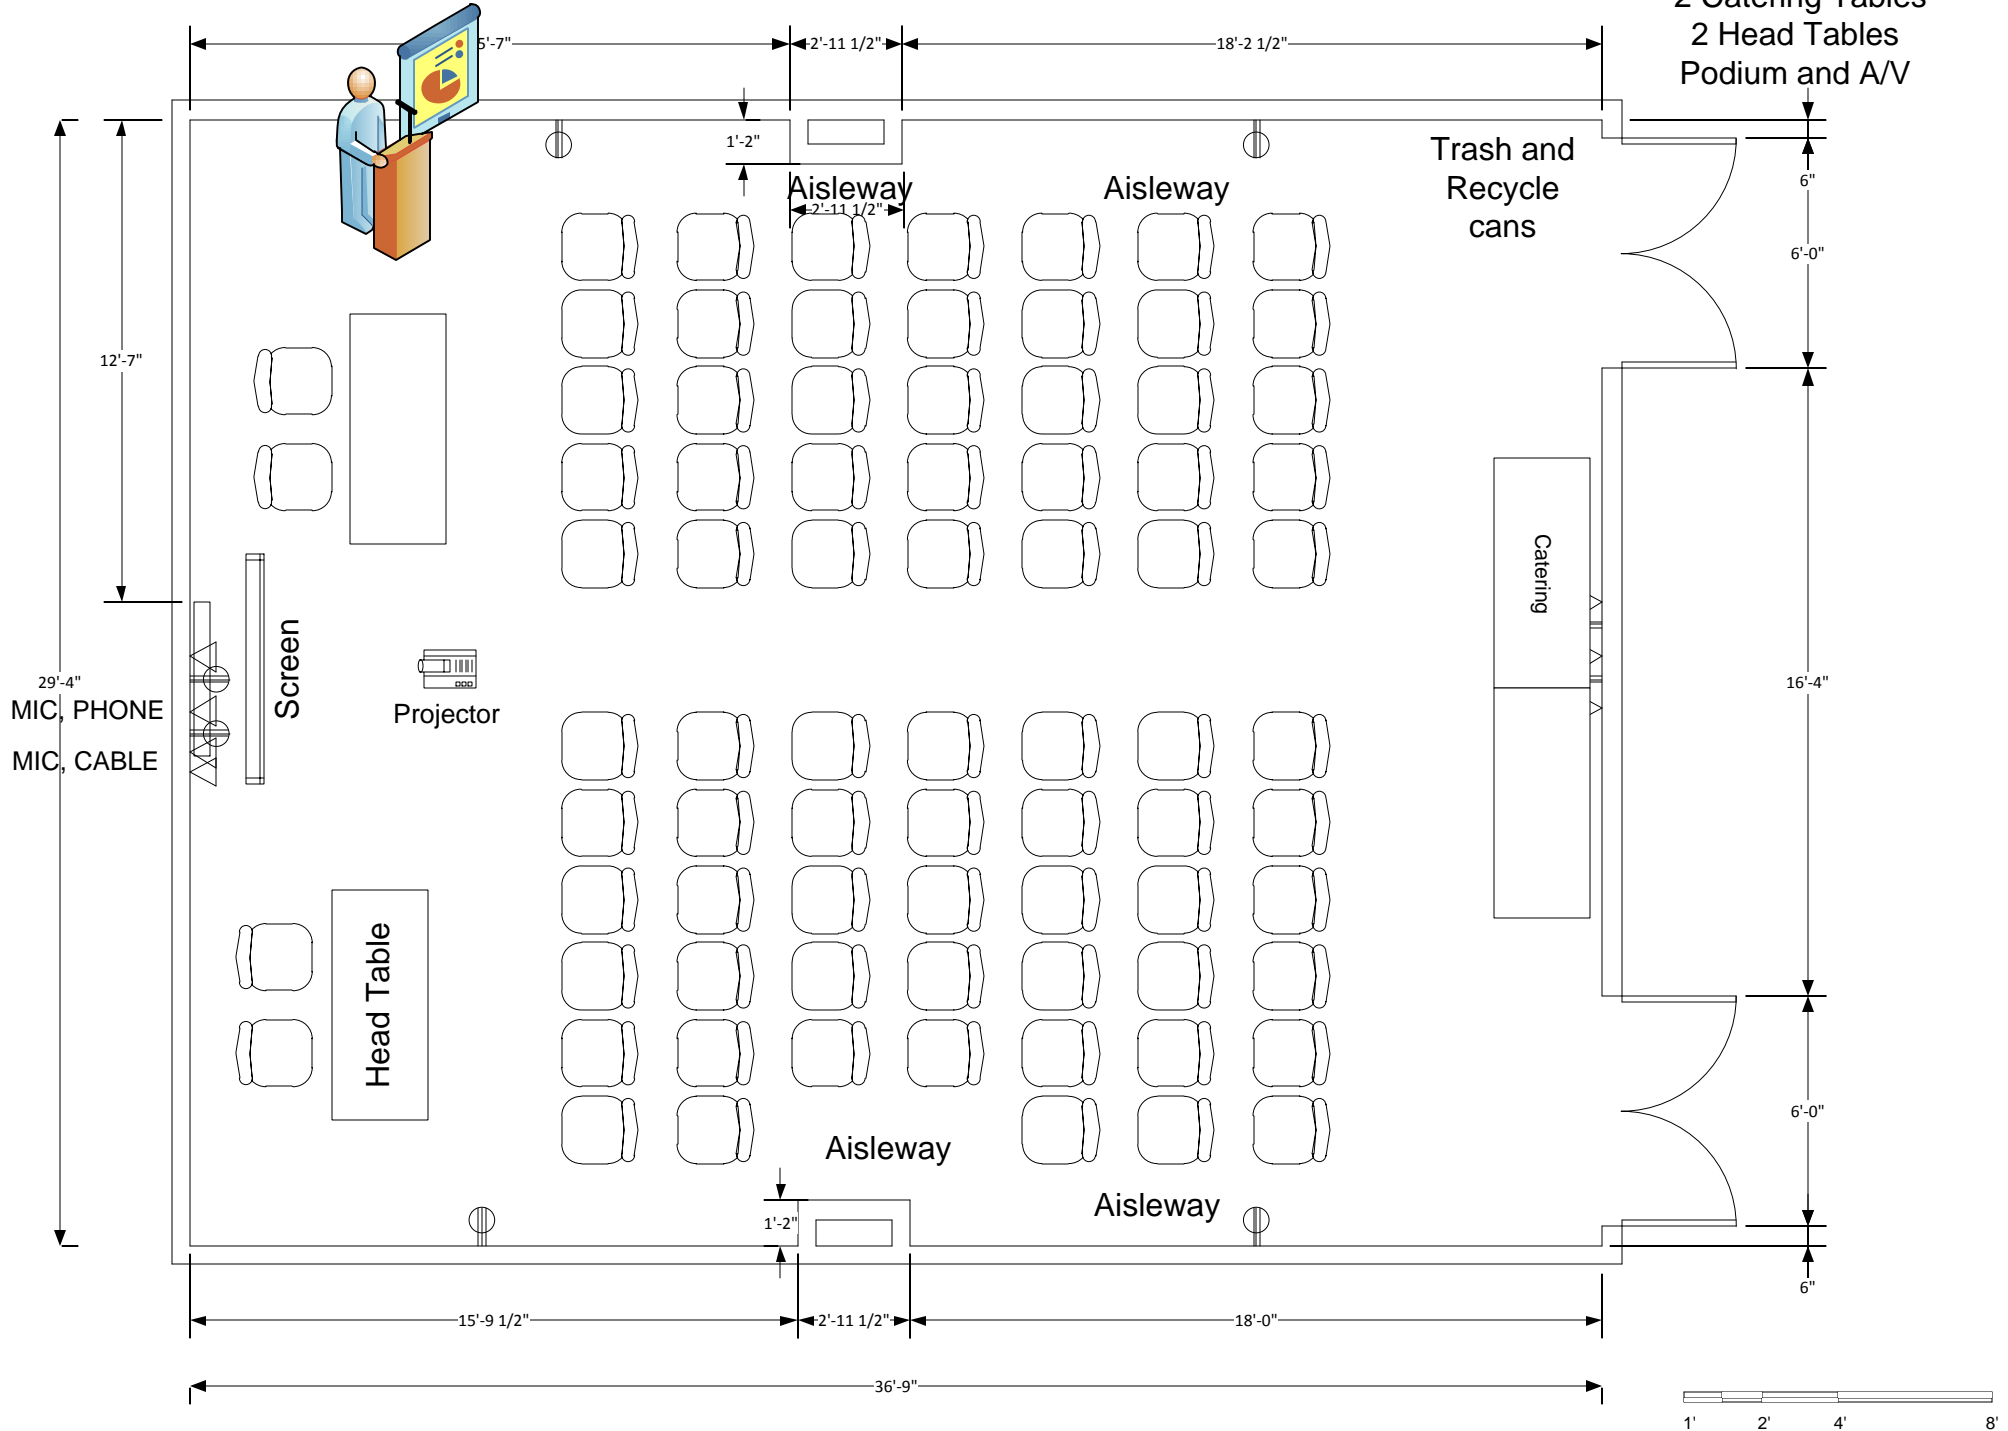 2 Catering Tables
2 Head Tables
Podium and A/V
5'-7"
2'-11 1/2"
18'-2 1/2"
1'-2"
Aisleway
2'-11 1/2"
Aisleway
Trash and
Recycle
cans
6"
6'-0"
12'-7"
Catering
Screen
29'-4"
MIC, PHONE
MIC, CABLE
Projector
16'-4"
Head Table
6'-0"
Aisleway
Aisleway
1'-2"
6"
15'-9 1/2"
2'-11 1/2"
18'-0"
36'-9"
1' 2' 4' 8'